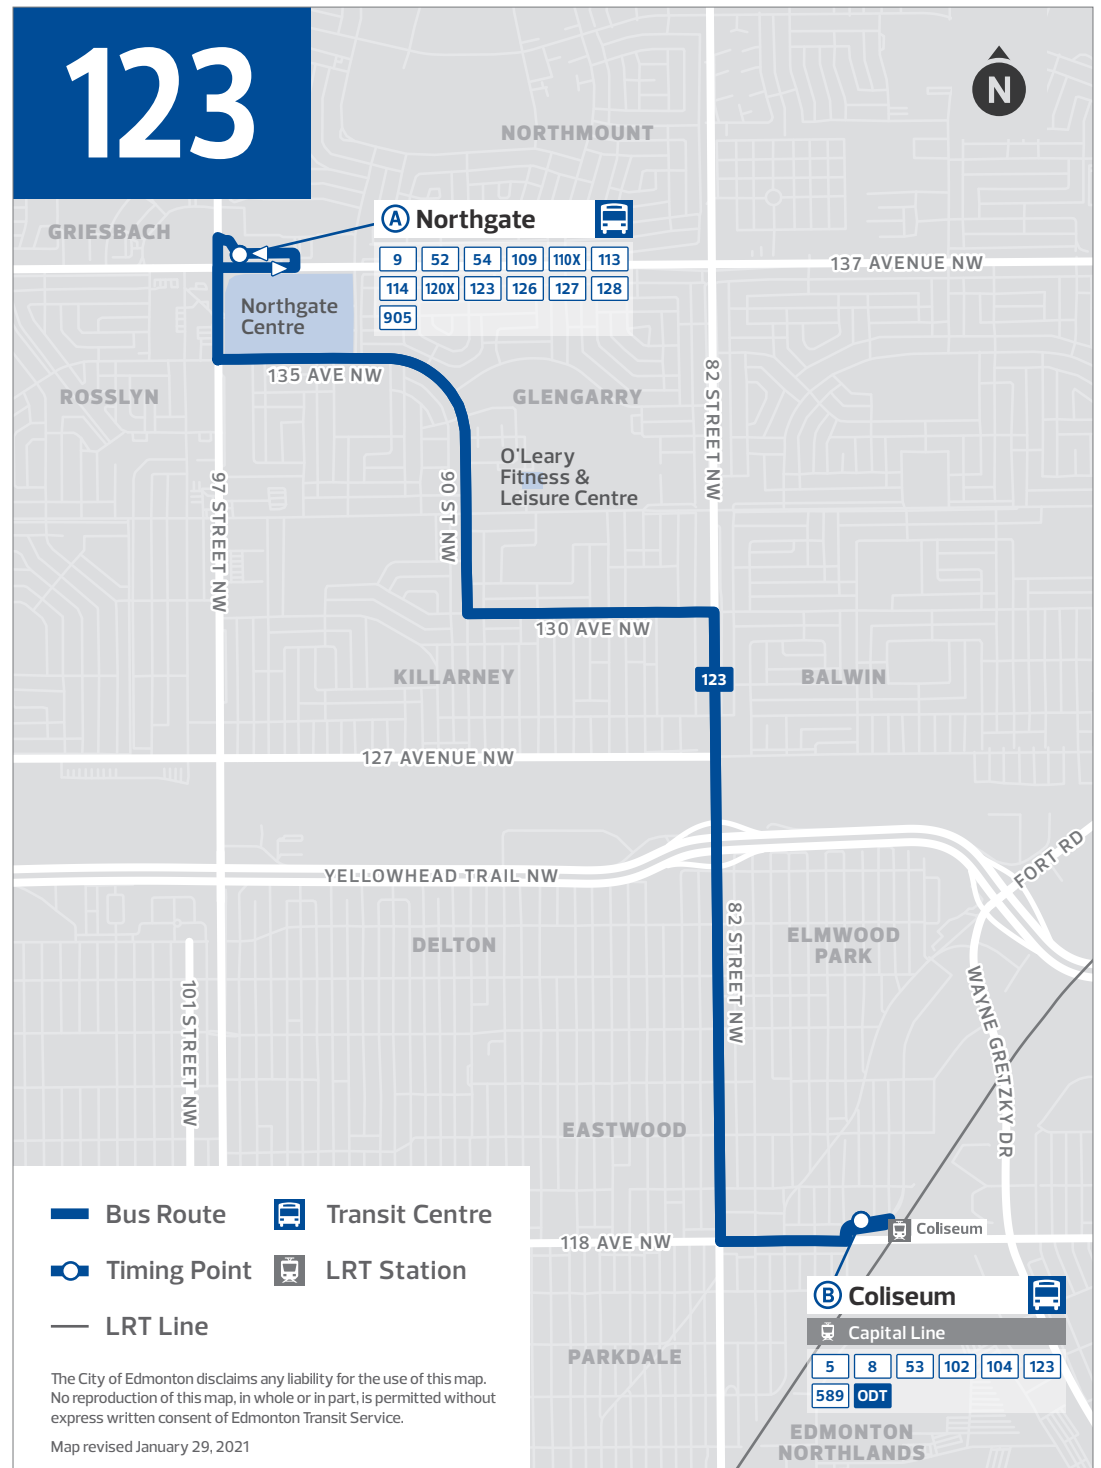 123
N
NORTHMOUNT
GRIESBACH
A Northgate
9 52 54 109 110X 113
114 120X 123 126 127 128
905
137 AVENUE NW
Northgate
Centre
135 AVE NW
ROSSLYN
GLENGARRY
82 STREET NW
O'Leary
Fitness &
Leisure Centre
97 STREET NW
90 ST NW
130 AVE NW
KILLARNEY
123
BALWIN
127 AVENUE NW
FORT RD
YELLOWHEAD TRAIL NW
DELTON
82 STREET NW
ELMWOOD
PARK
101 STREET NW
WAYNE GRETZKY DR
EASTWOOD
118 AVE NW
Coliseum
B Coliseum
Capital Line
5 8 53 102 104 123
589 ODT
PARKDALE
EDMONTON
NORTHLANDS
Bus Route
Transit Centre
Timing Point
LRT Station
LRT Line
The City of Edmonton disclaims any liability for the use of this map.
No reproduction of this map, in whole or in part, is permitted without
express written consent of Edmonton Transit Service.
Map revised January 29, 2021